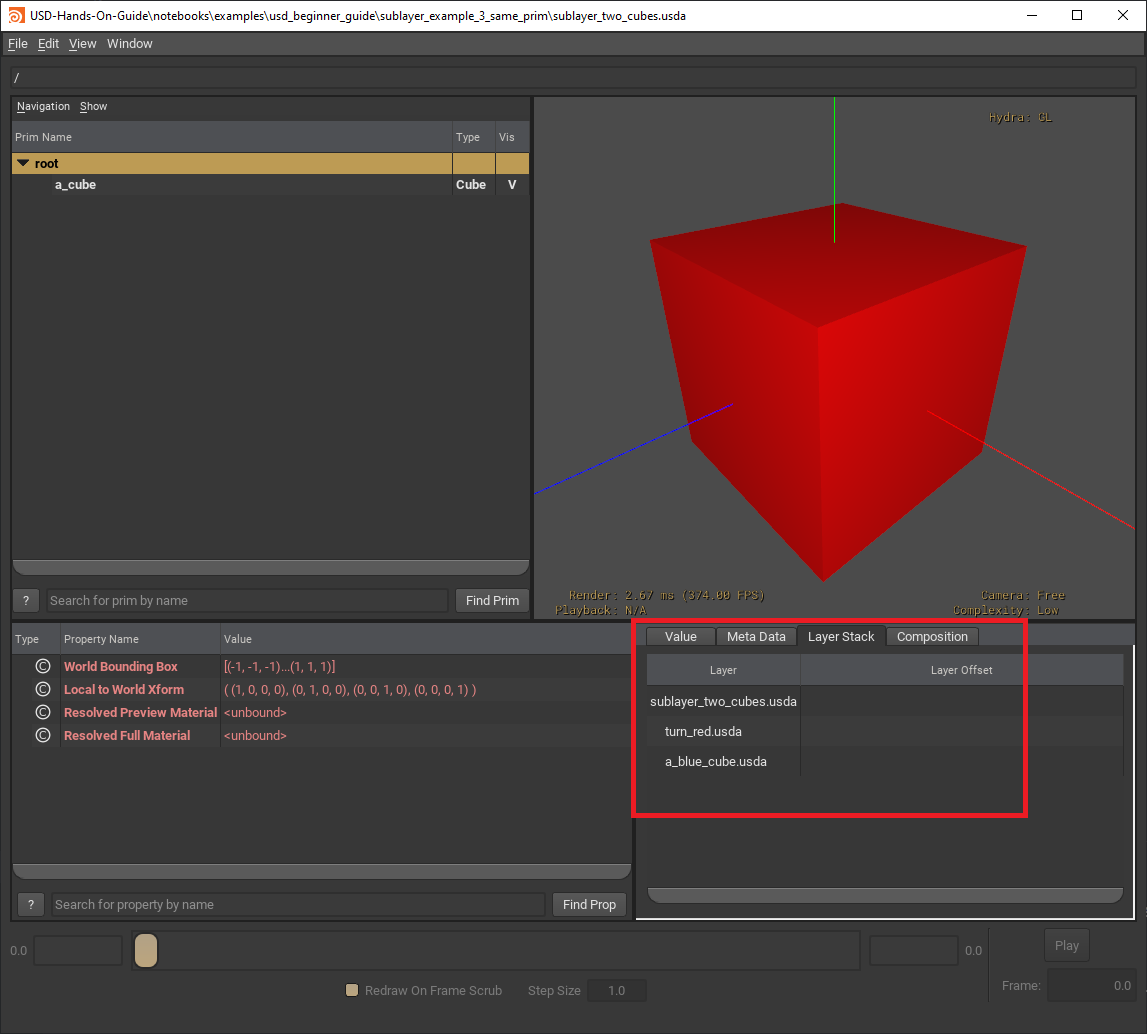 USD-Hands-On-Guide\notebooks\examples\usd_beginner_guide\sublayer_example_3_same_prim\sublayer_two_cubes.usda
File Edit View Window
/
Navigation Show
Prim Name Type Vis
root
a_cube Cube V
Hydra: GL
Render: 2.67 ms (374.00 FPS)
Playback: N/A
Camera: Free
Complexity: Low
? Search for prim by name Find Prim
Type Property Name Value
© World Bounding Box [(-1, -1, -1)...(1, 1, 1)]
© Local to World Xform ( (1, 0, 0, 0), (0, 1, 0, 0), (0, 0, 1, 0), (0, 0, 0, 1) )
© Resolved Preview Material <unbound>
© Resolved Full Material <unbound>
? Search for property by name Find Prop
Value Meta Data Layer Stack Composition
Layer Layer Offset
sublayer_two_cubes.usda
turn_red.usda
a_blue_cube.usda
0.0 0.0 Play
Redraw On Frame Scrub Step Size 1.0 Frame: 0.0